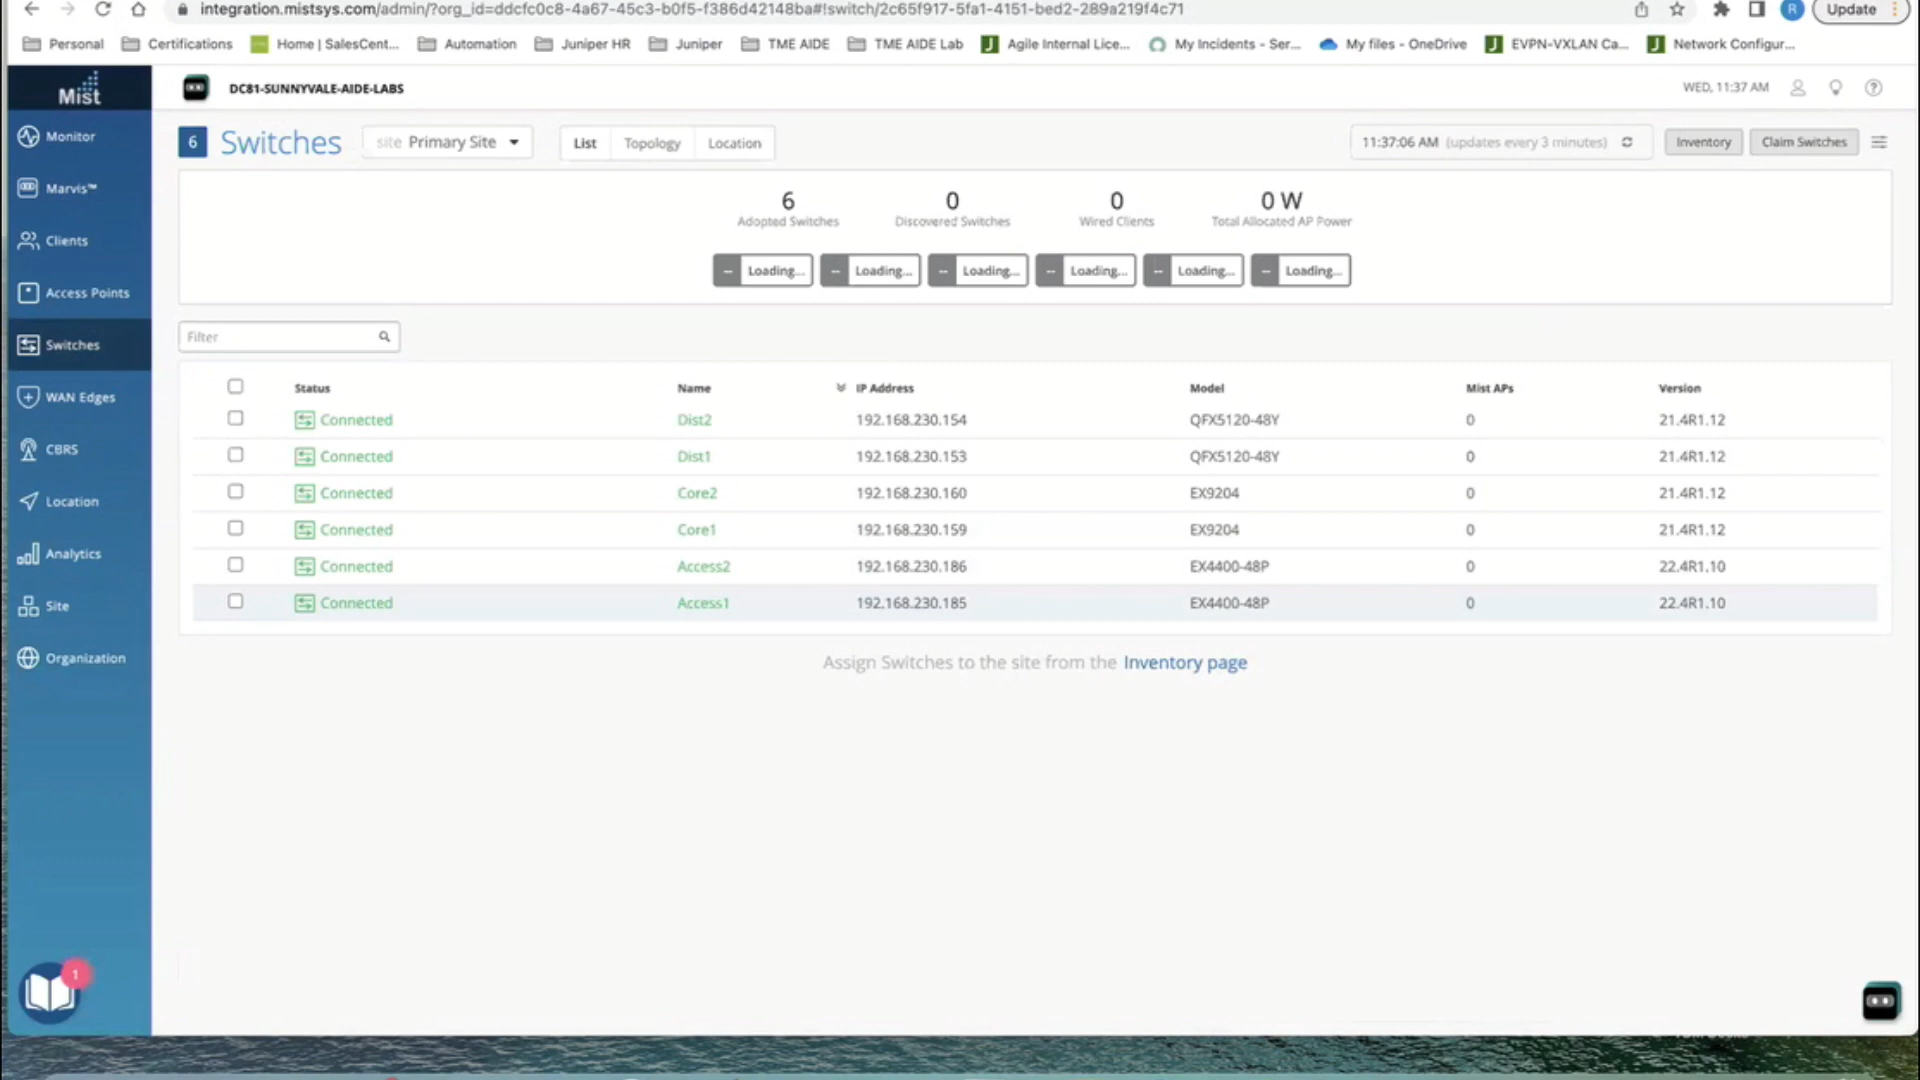 integration.mistsys.com/admin/?org_id=ddcfc0c8-4a67-45c3-b0f5-f386d42148ba#!switch/2c65f917-5fa1-4151-bed2-289a219f4c71
R
Update
Personal
Certifications
Home | SalesCent...
Automation
Juniper HR
Juniper
TME AIDE
TME AIDE Lab
Agile Internal Lice...
My Incidents - Ser...
My files - OneDrive
EVPN-VXLAN Ca...
Network Configur...
Mist
DC81-SUNNYVALE-AIDE-LABS
WED, 11:37 AM
Monitor
Marvis™
Clients
Access Points
Switches
WAN Edges
CBRS
Location
Analytics
Site
Organization
1
6 Switches
site Primary Site
List Topology Location
11:37:06 AM (updates every 3 minutes)
Inventory
Claim Switches
6 0 0 0 W
Adopted Switches Discovered Switches Wired Clients Total Allocated AP Power
-- Loading... -- Loading... -- Loading... -- Loading... -- Loading... -- Loading...
Filter
Status Name IP Address Model Mist APs Version
Connected Dist2 192.168.230.154 QFX5120-48Y 0 21.4R1.12
Connected Dist1 192.168.230.153 QFX5120-48Y 0 21.4R1.12
Connected Core2 192.168.230.160 EX9204 0 21.4R1.12
Connected Core1 192.168.230.159 EX9204 0 21.4R1.12
Connected Access2 192.168.230.186 EX4400-48P 0 22.4R1.10
Connected Access1 192.168.230.185 EX4400-48P 0 22.4R1.10
Assign Switches to the site from the Inventory page